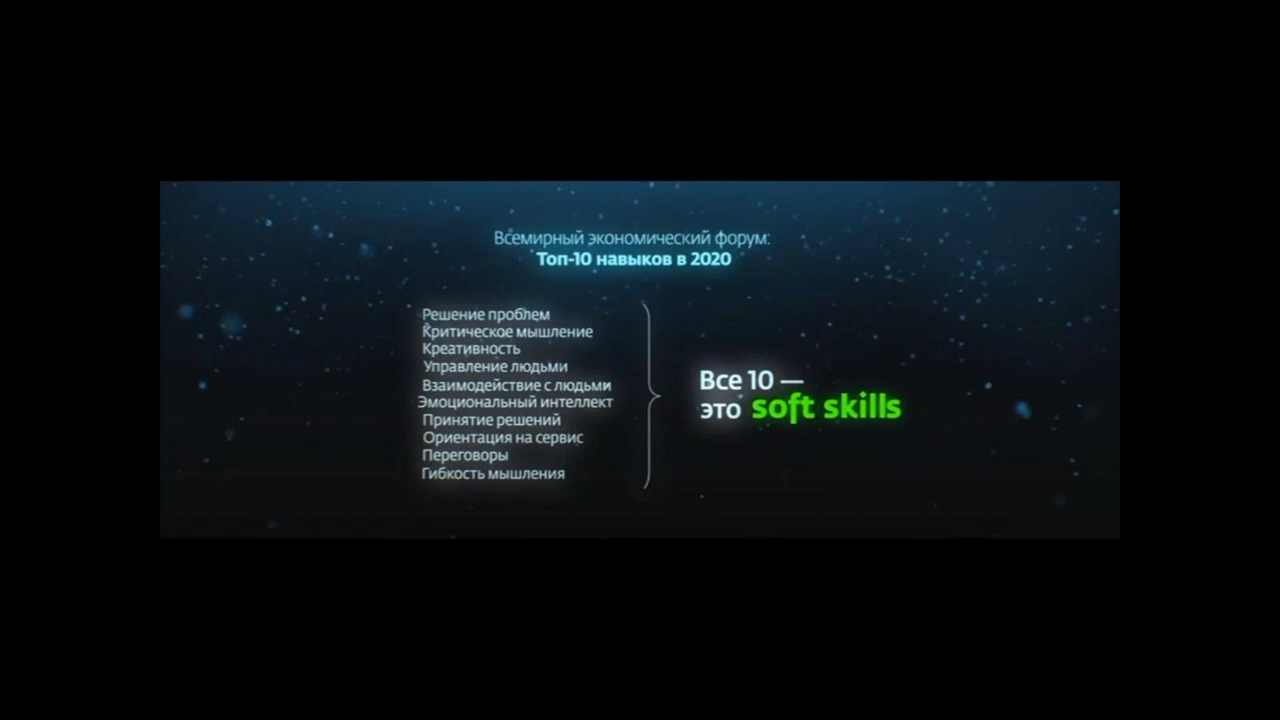 Всемирный экономический форум:
Топ-10 навыков в 2020
Решение проблем
Критическое мышление
Креативность
Управление людьми
Взаимодействие с людьми
Эмоциональный интеллект
Принятие решений
Ориентация на сервис
Переговоры
Гибкость мышления
Все 10 —
это soft skills